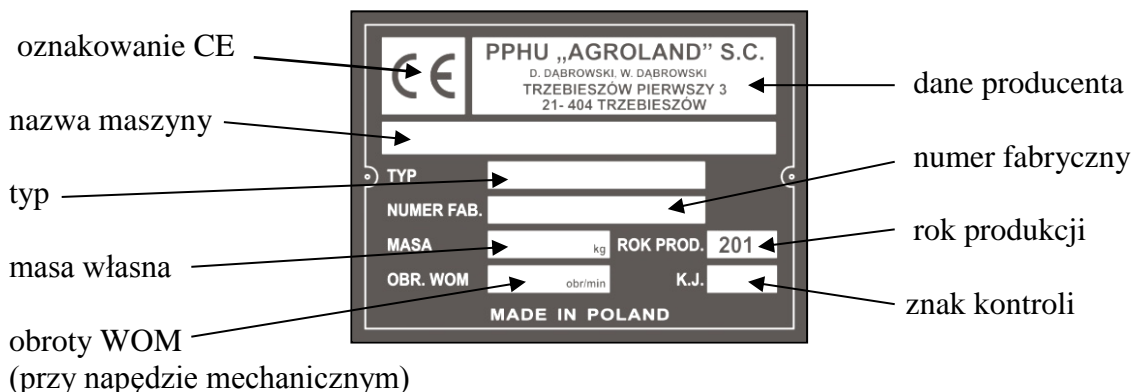 oznakowanie CE
nazwa maszyny
typ
masa własna
obroty WOM
(przy napędzie mechanicznym)
CE
PPHU „AGROLAND” S.C.
D. DĄBROWSKI, W. DĄBROWSKI
TRZEBIESZÓW PIERWSZY 3
21- 404 TRZEBIESZÓW
TYP
NUMER FAB.
MASA kg ROK PROD. 201
OBR. WOM obr/min K.J.
MADE IN POLAND
dane producenta
numer fabryczny
rok produkcji
znak kontroli